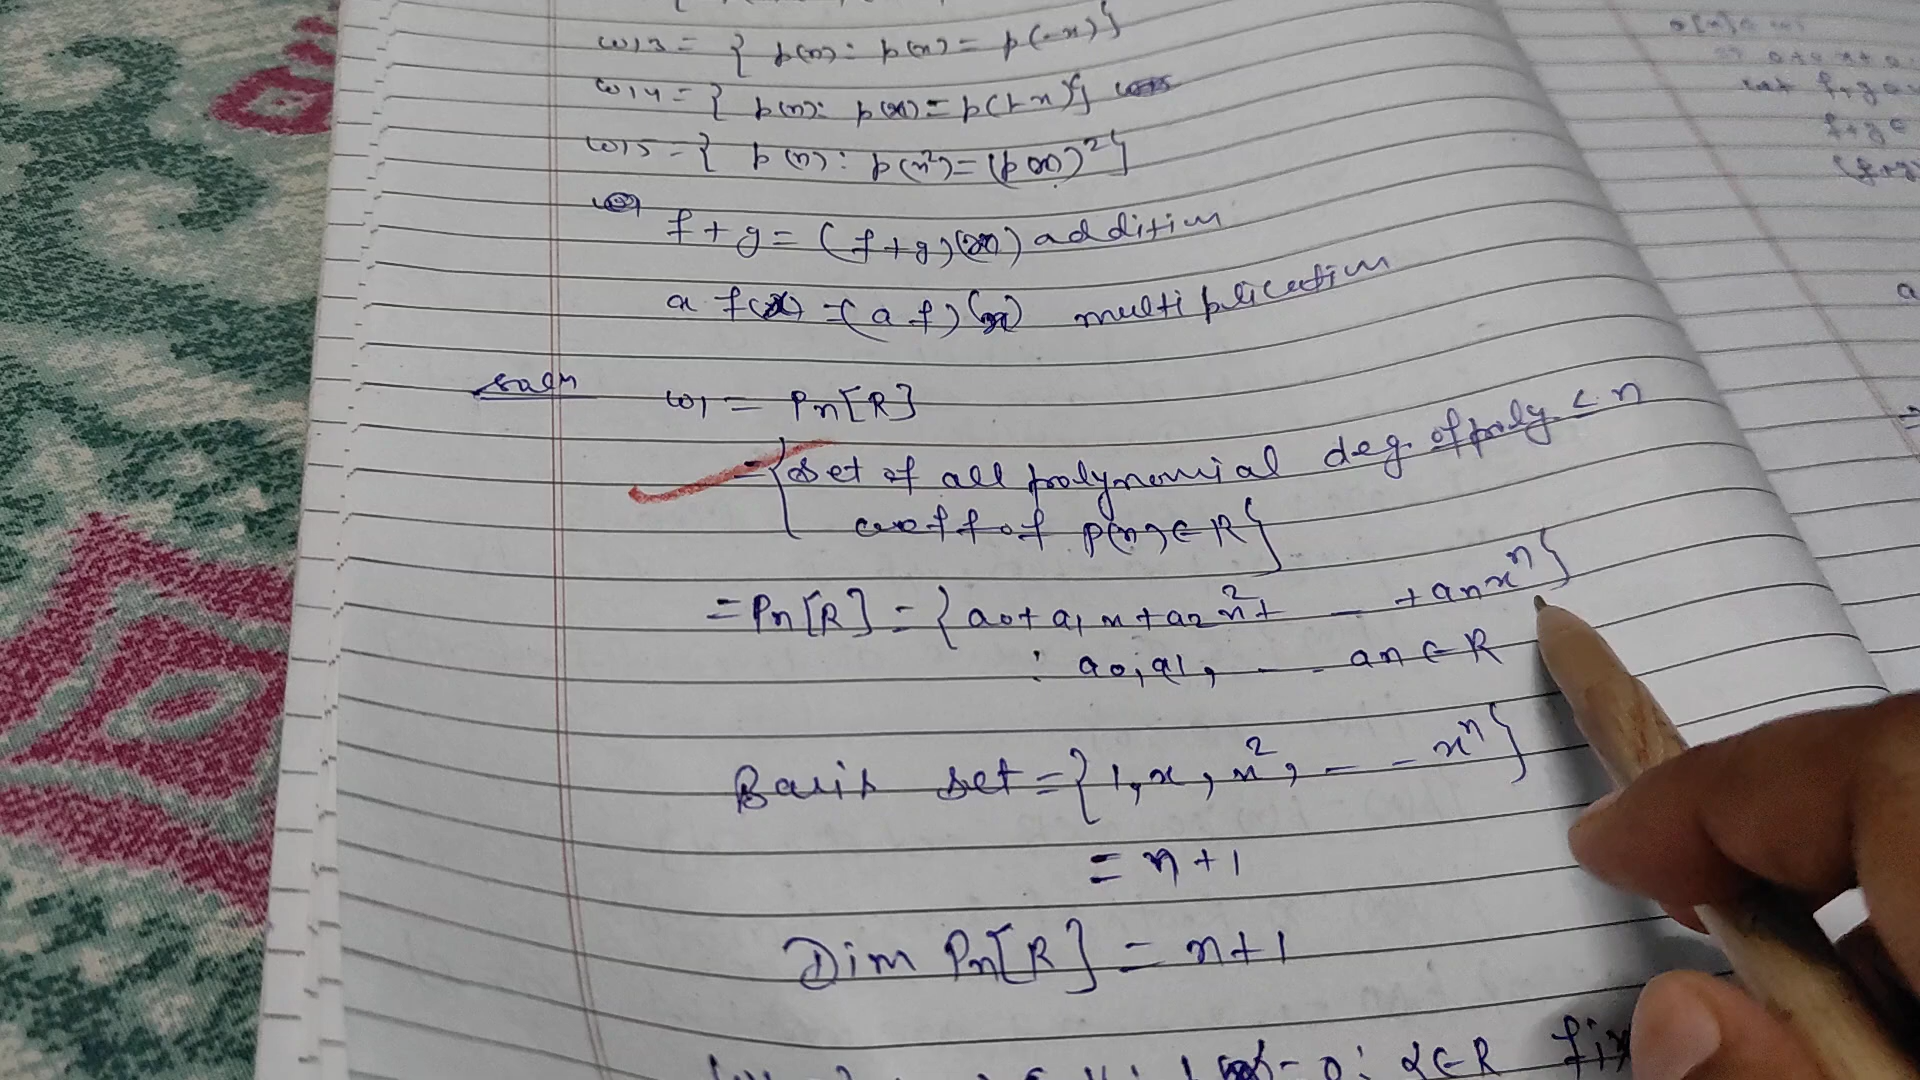 w13 = { p(x): p(x) = p(-x)}
w14 = { p(x): p(x) = p(1-x)}
w15 = { p(x): p(x²) = (p(x))²}
f+g = (f+g)(x) addition
a f(x) = (a f)(x) multiplication
soln w1 = Pn[R]
= {set of all polynomial deg. of poly ≤ n
coeff of p(x) ∈ R}
= Pn[R] = { a0 + a1 x + a2 x² + - - + an xⁿ}
: a0, a1, - - an ∈ R
Basis set = {1, x, x², - - xⁿ}
= n+1
Dim Pn[R] = n+1
= 0: α ∈ R